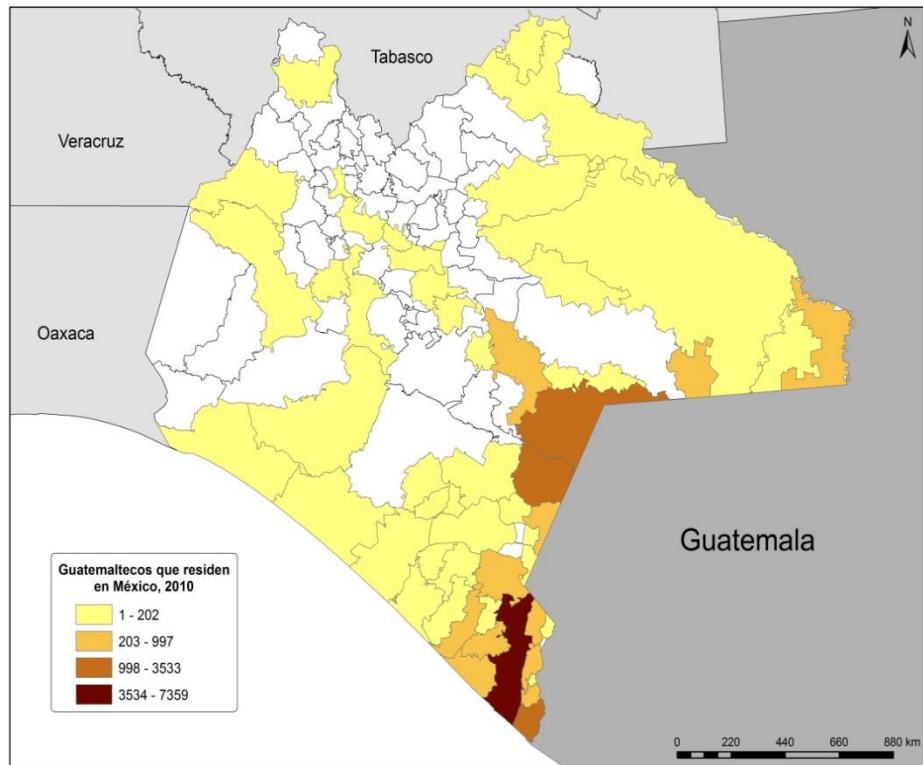 N
Tabasco
Veracruz
Oaxaca
Guatemala
Guatemaltecos que residen
en México, 2010
1 - 202
203 - 997
998 - 3533
3534 - 7359
0 220 440 660 880 km